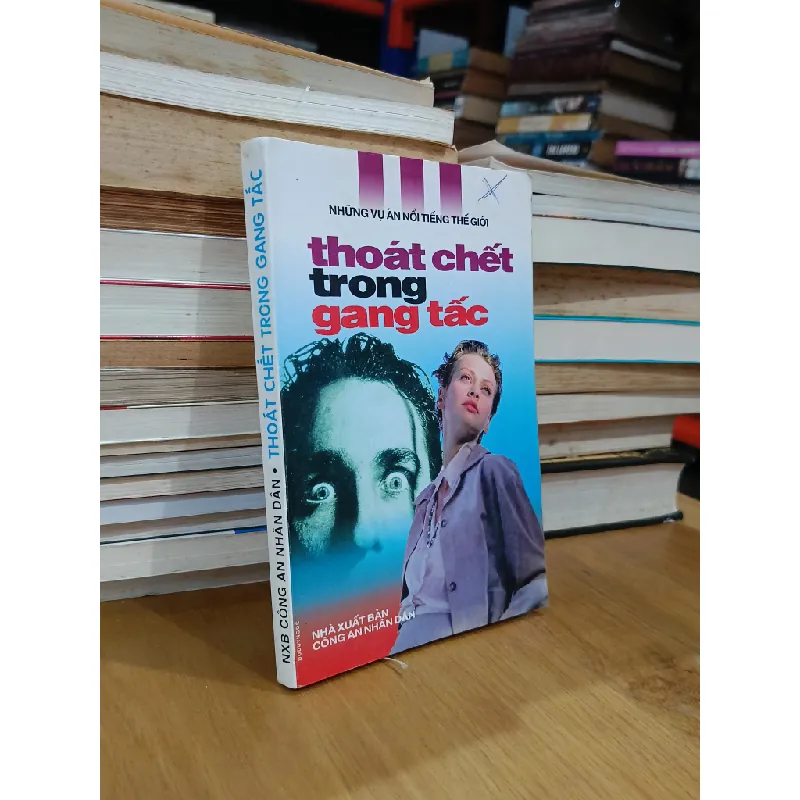 NHỮNG VỤ ÁN NỔI TIẾNG THẾ GIỚI
thoát chết
trong
gang tấc
NHÀ XUẤT BẢN
CÔNG AN NHÂN DÂN
NXB CÔNG AN NHÂN DÂN • THOÁT CHẾT TRONG GANG TẤC